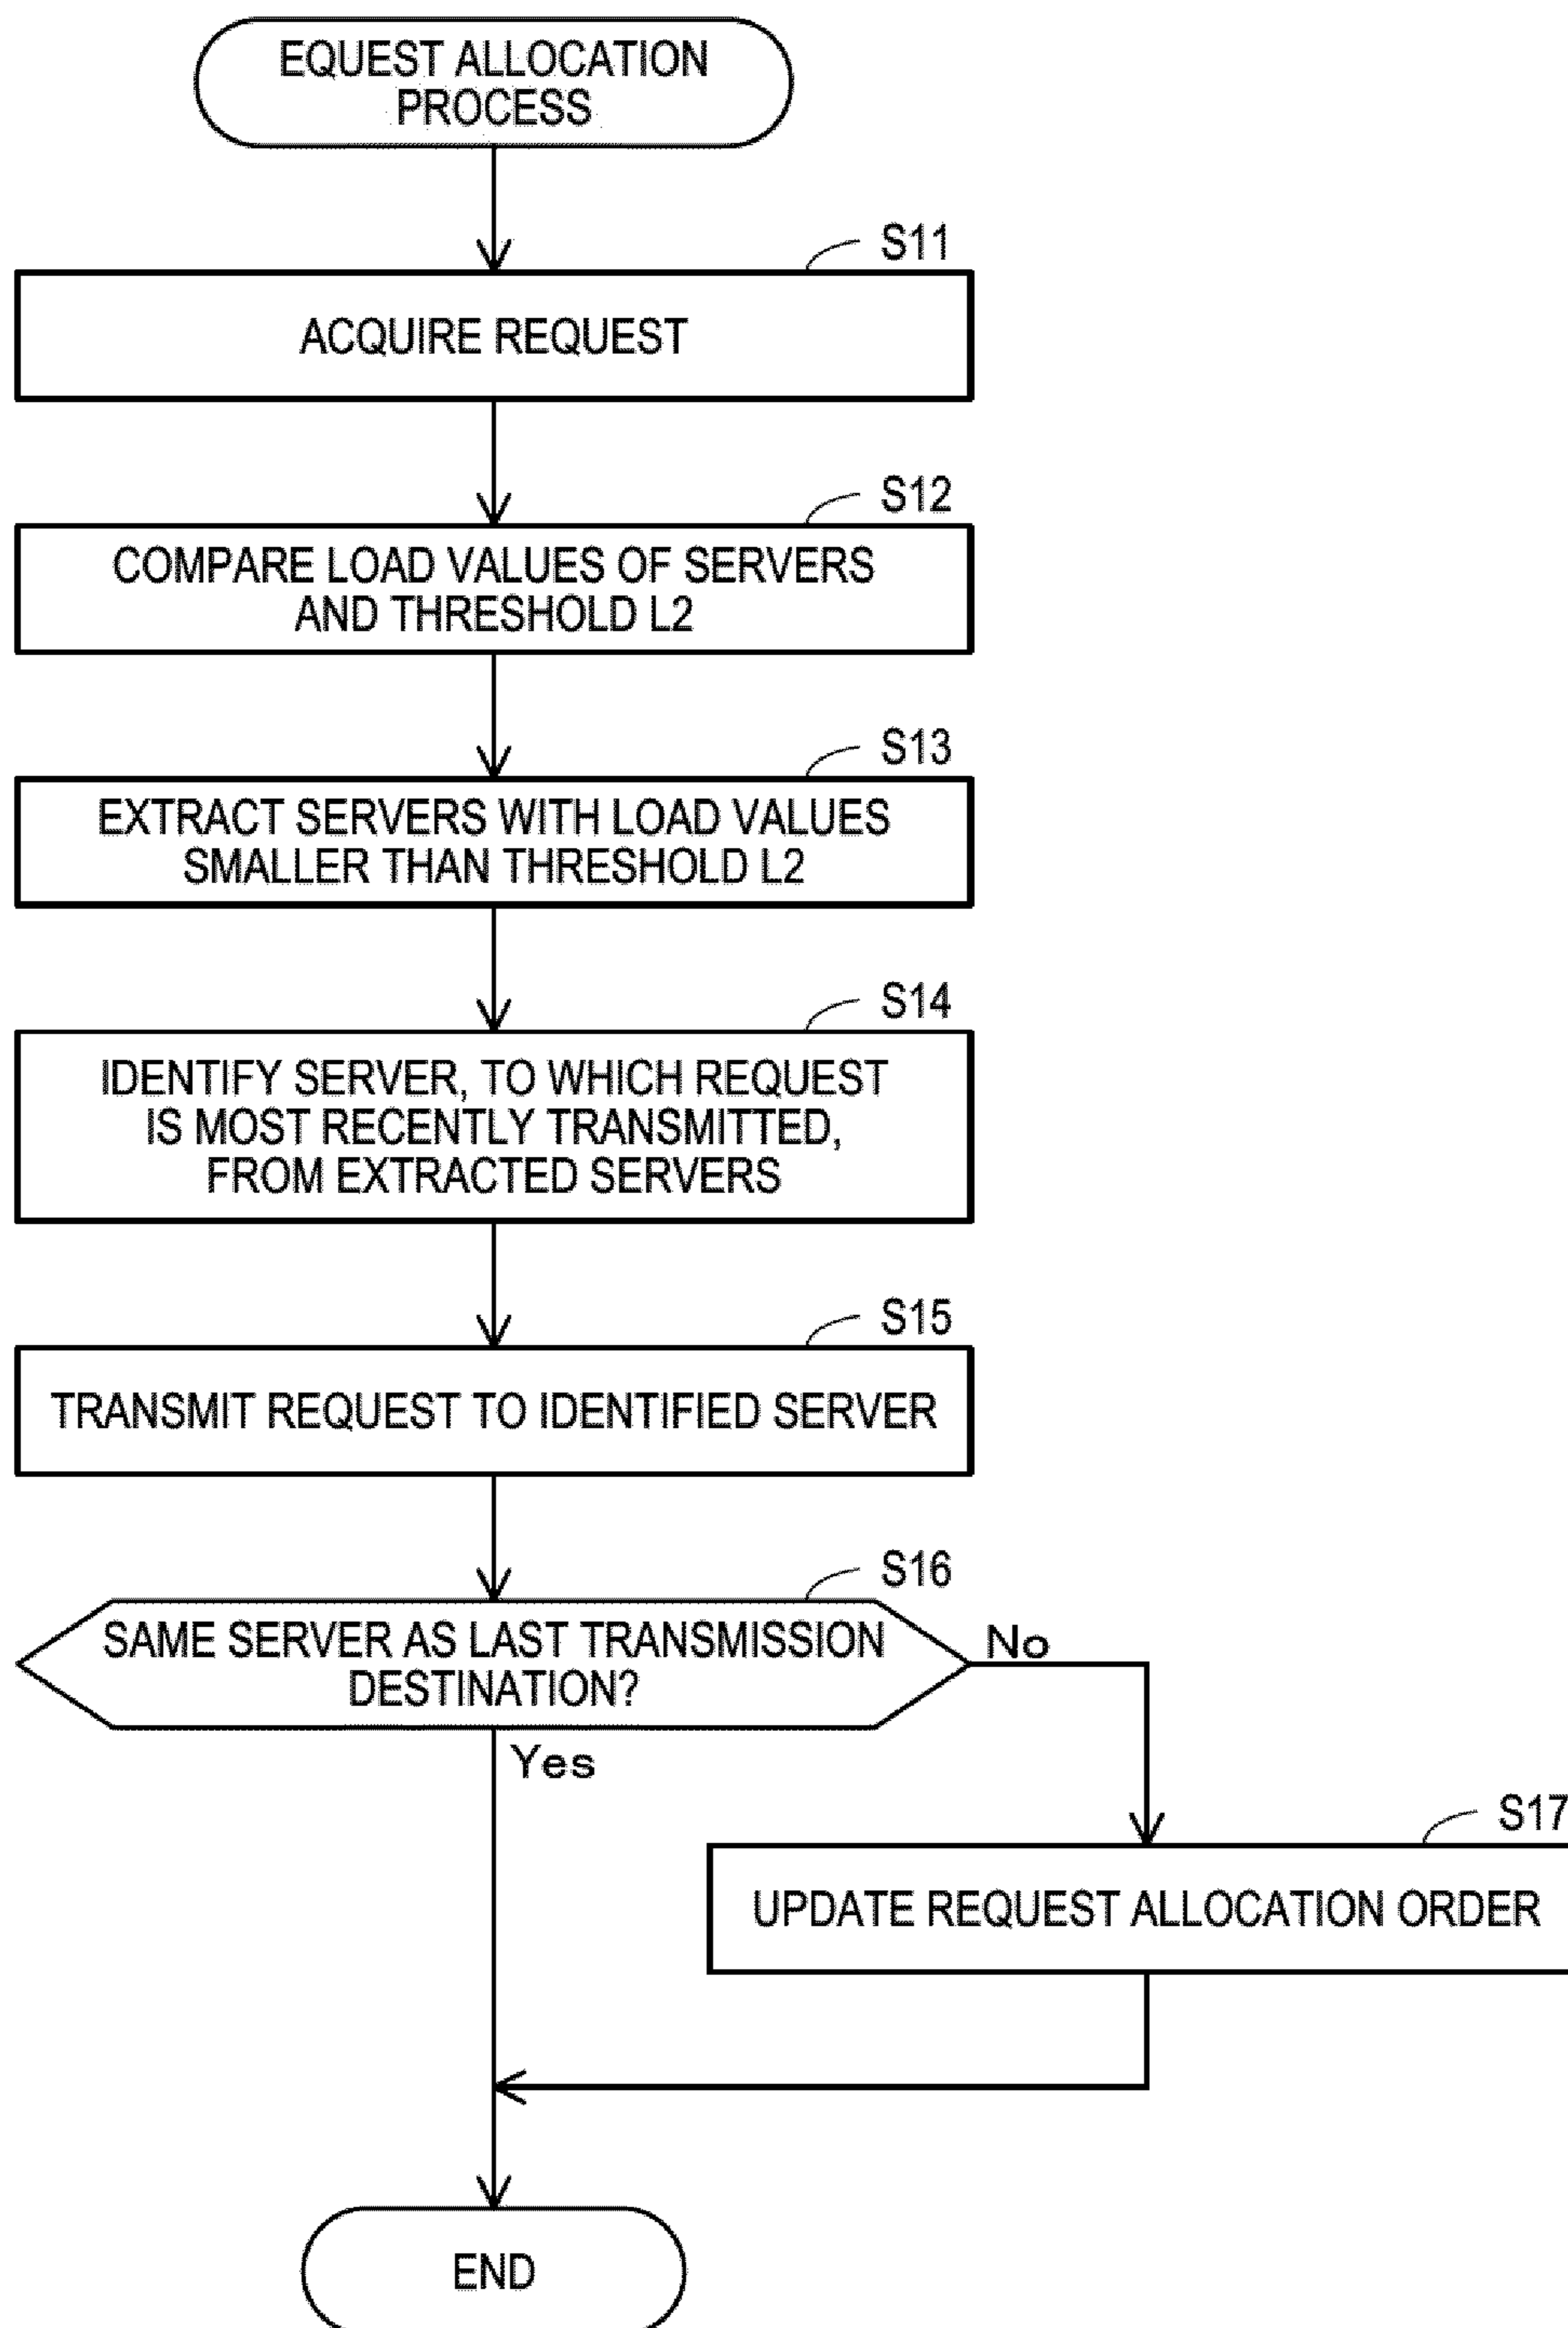 EQUEST ALLOCATION
PROCESS
S11
ACQUIRE REQUEST
S12
COMPARE LOAD VALUES OF SERVERS
AND THRESHOLD L2
S13
EXTRACT SERVERS WITH LOAD VALUES
SMALLER THAN THRESHOLD L2
S14
IDENTIFY SERVER, TO WHICH REQUEST
IS MOST RECENTLY TRANSMITTED,
FROM EXTRACTED SERVERS
S15
TRANSMIT REQUEST TO IDENTIFIED SERVER
S16
SAME SERVER AS LAST TRANSMISSION
DESTINATION?
No
Yes
S17
UPDATE REQUEST ALLOCATION ORDER
END